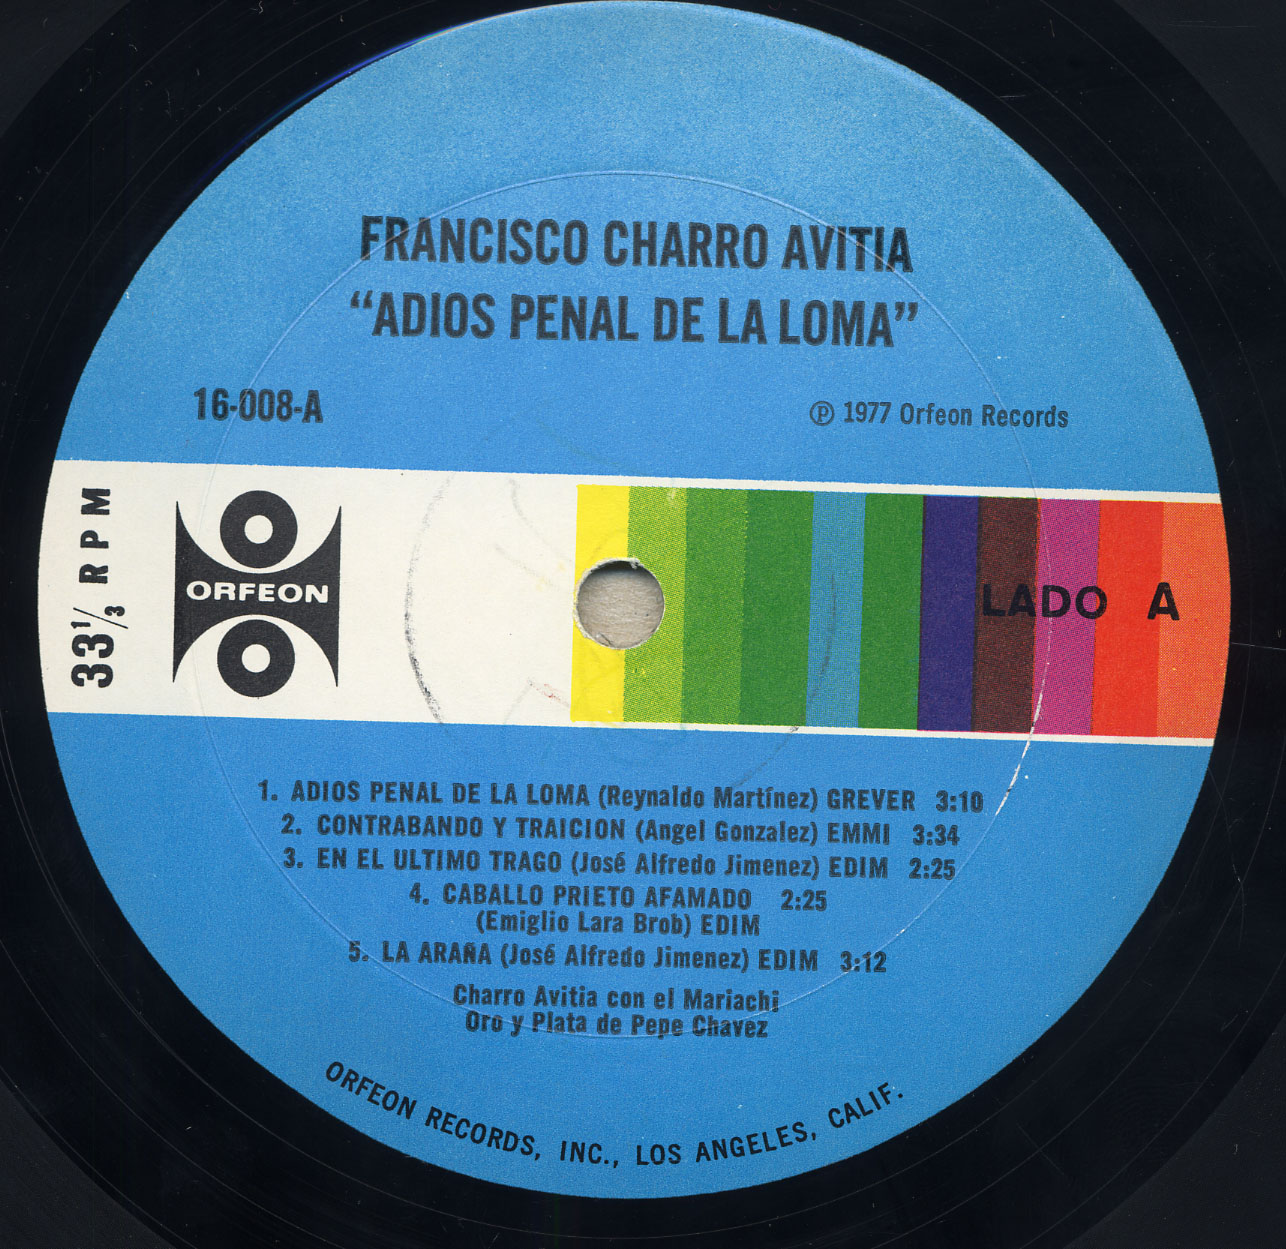 FRANCISCO CHARRO AVITIA
"ADIOS PENAL DE LA LOMA"
16-008-A
℗ 1977 Orfeon Records
33⅓ RPM
ORFEON
LADO A
1. ADIOS PENAL DE LA LOMA (Reynaldo Martínez) GREVER 3:10
2. CONTRABANDO Y TRAICION (Angel Gonzalez) EMMI 3:34
3. EN EL ULTIMO TRAGO (José Alfredo Jimenez) EDIM 2:25
4. CABALLO PRIETO AFAMADO 2:25
(Emiglio Lara Brob) EDIM
5. LA ARAÑA (José Alfredo Jimenez) EDIM 3:12
Charro Avitia con el Mariachi
Oro y Plata de Pepe Chavez
ORFEON RECORDS, INC., LOS ANGELES, CALIF.